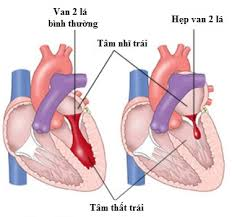 Van 2 lá
bình thường
Hẹp van 2 lá
Tâm nhĩ trái
Tâm thất trái